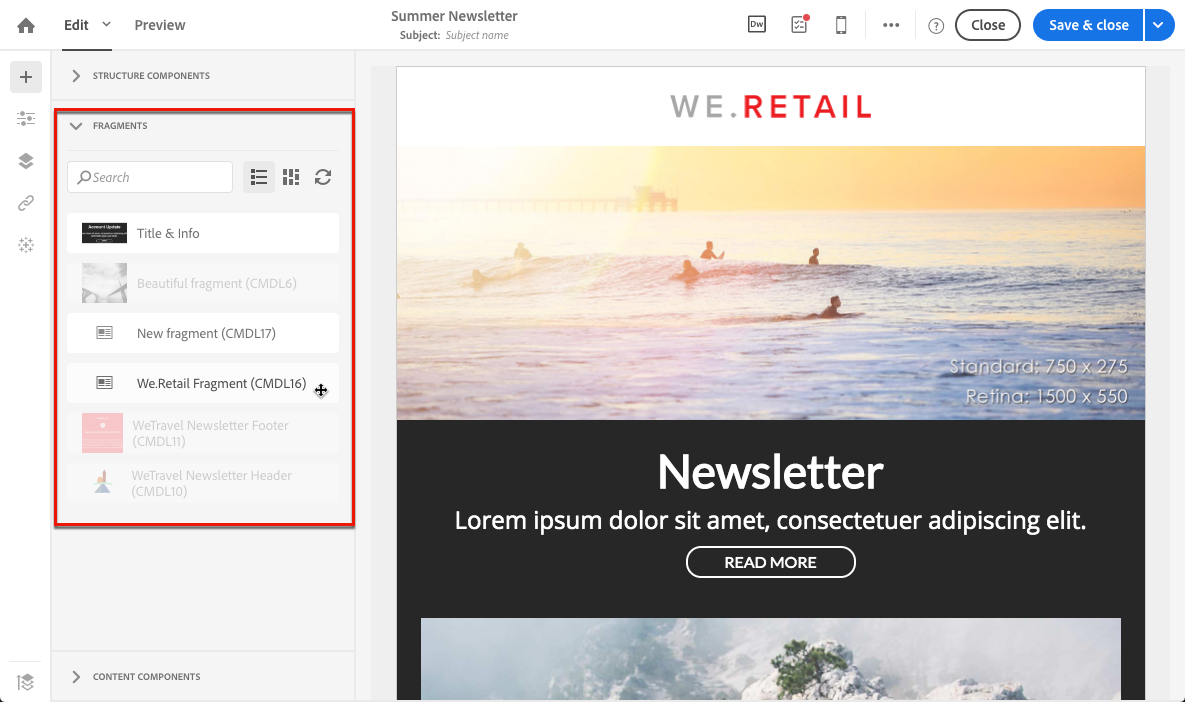 Edit
Preview
Summer Newsletter
Subject: Subject name
Dw
?
Close
Save & close
STRUCTURE COMPONENTS
FRAGMENTS
Search
Account Update
Title & Info
Beautiful fragment (CMDL6)
New fragment (CMDL17)
We.Retail Fragment (CMDL16)
WeTravel Newsletter Footer
(CMDL11)
WeTravel Newsletter Header
(CMDL10)
CONTENT COMPONENTS
WE.RETAIL
Standard: 750 x 275
Retina: 1500 x 550
Newsletter
Lorem ipsum dolor sit amet, consectetuer adipiscing elit.
READ MORE